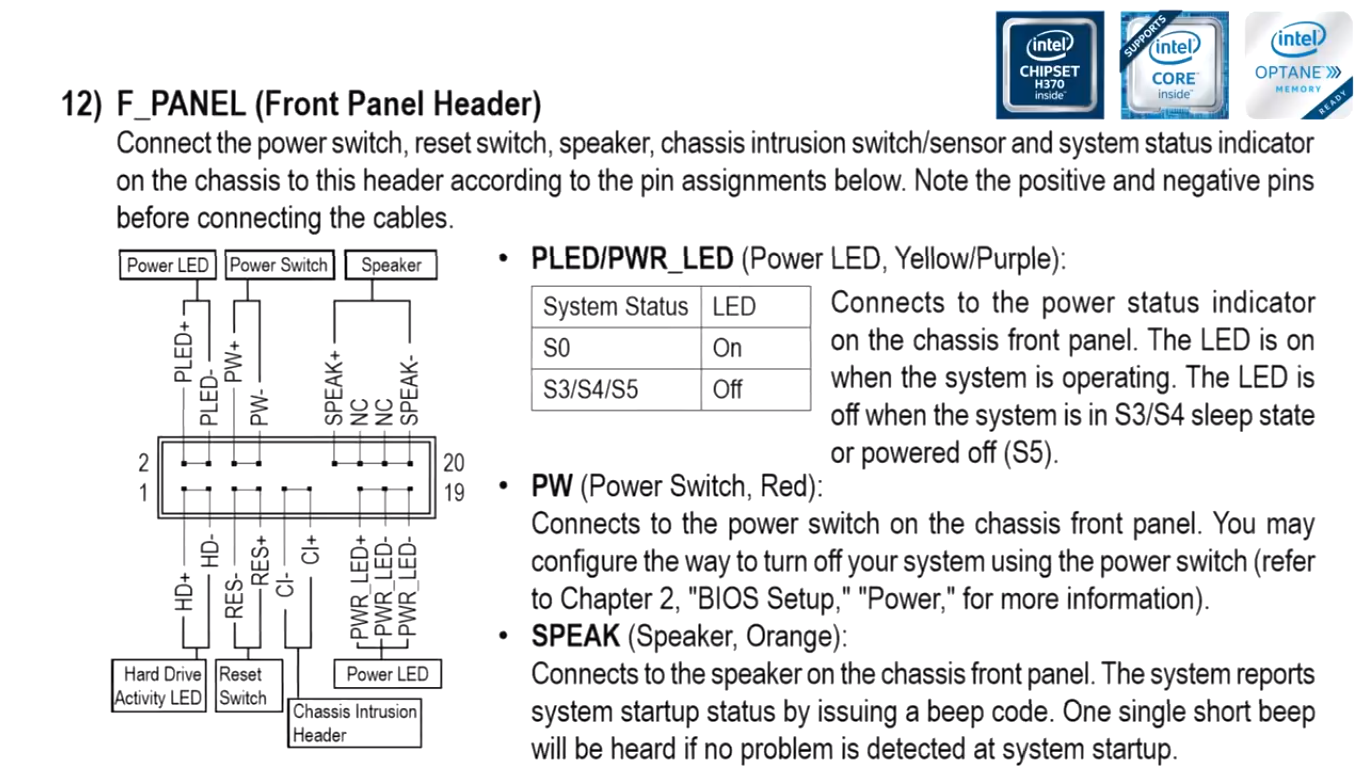 intel
CHIPSET
H370
inside™
SUPPORTS
intel
CORE™
inside™
intel
OPTANE™
MEMORY
READY
12) F_PANEL (Front Panel Header)
Connect the power switch, reset switch, speaker, chassis intrusion switch/sensor and system status indicator
on the chassis to this header according to the pin assignments below. Note the positive and negative pins
before connecting the cables.
Power LED
Power Switch
Speaker
PLED+
PLED-
PW+
PW-
SPEAK+
NC
NC
SPEAK-
2
20
1
19
HD+
HD-
RES-
RES+
CI-
CI+
PWR_LED+
PWR_LED-
PWR_LED-
Hard Drive
Activity LED
Reset
Switch
Chassis Intrusion
Header
Power LED
• PLED/PWR_LED (Power LED, Yellow/Purple):
System Status LED
S0 On
S3/S4/S5 Off
Connects to the power status indicator
on the chassis front panel. The LED is on
when the system is operating. The LED is
off when the system is in S3/S4 sleep state
or powered off (S5).
• PW (Power Switch, Red):
Connects to the power switch on the chassis front panel. You may
configure the way to turn off your system using the power switch (refer
to Chapter 2, "BIOS Setup," "Power," for more information).
• SPEAK (Speaker, Orange):
Connects to the speaker on the chassis front panel. The system reports
system startup status by issuing a beep code. One single short beep
will be heard if no problem is detected at system startup.